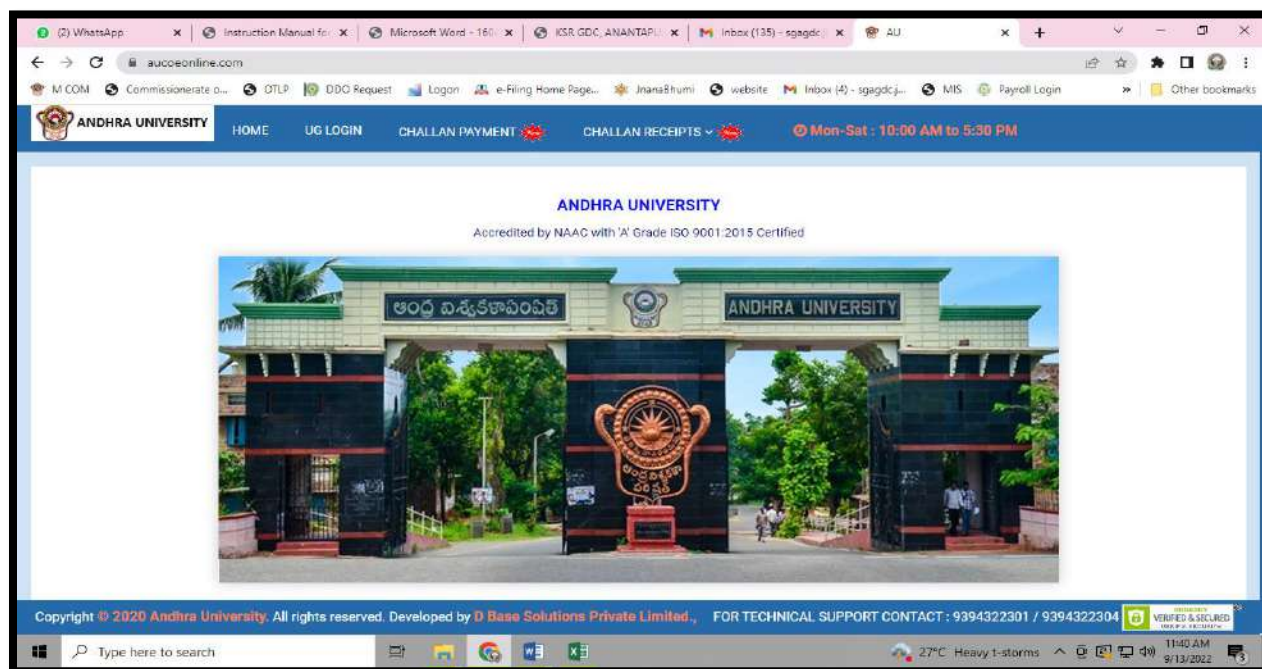 (2) WhatsApp
Instruction Manual for
Microsoft Word - 160
KSR GDC, ANANTAPU
Inbox (135) - sgagdc
AU
aucoeonline.com
M COM
Commissionerate o...
OTLP
DDO Request
Logon
e-Filing Home Page...
JnanaBhumi
website
Inbox (4) - sgagdc.j...
MIS
Payroll Login
Other bookmarks
ANDHRA UNIVERSITY
HOME
UG LOGIN
CHALLAN PAYMENT
CHALLAN RECEIPTS
Mon-Sat : 10:00 AM to 5:30 PM
ANDHRA UNIVERSITY
Accredited by NAAC with 'A' Grade ISO 9001:2015 Certified
ఆంధ్ర విశ్వకళాపరిషత్
ANDHRA UNIVERSITY
Copyright © 2020 Andhra University. All rights reserved. Developed by D Base Solutions Private Limited., FOR TECHNICAL SUPPORT CONTACT : 9394322301 / 9394322304
VERIFIED & SECURED
Type here to search
27°C Heavy t-storms
11:40 AM
9/13/2022